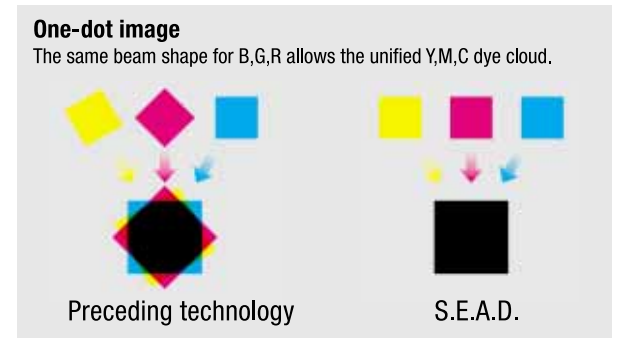 One-dot image
The same beam shape for B,G,R allows the unified Y,M,C dye cloud.
Preceding technology
S.E.A.D.